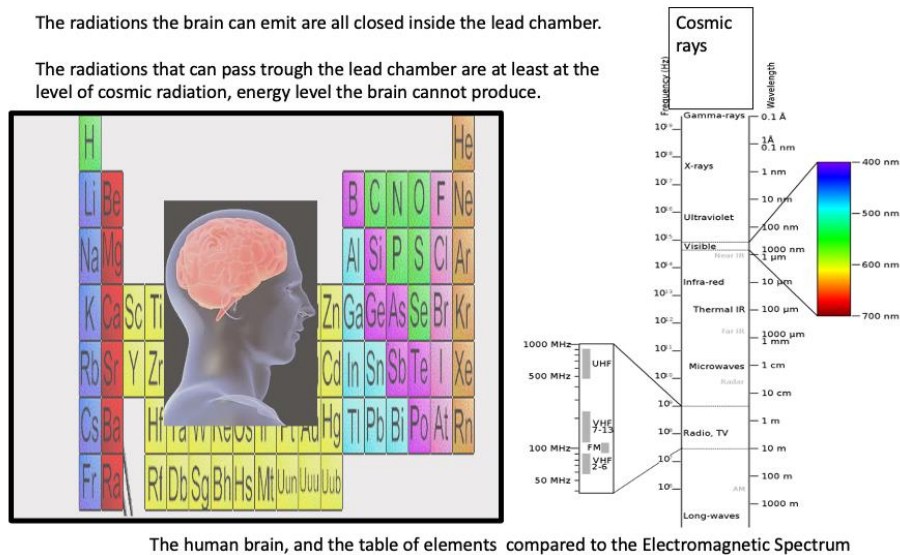 The radiations the brain can emit are all closed inside the lead chamber.
The radiations that can pass trough the lead chamber are at least at the
level of cosmic radiation, energy level the brain cannot produce.
Cosmic
rays
Frequency (Hz)
Wavelength
H He
Li Be B C N O F Ne
Na Mg Al Si P S Cl Ar
K Ca Sc Ti Zn Ga Ge As Se Br Kr
Rb Sr Y Zr Cd In Sn Sb Te I Xe
Cs Ba Hf Ta W Re Os Ir Pt Au Hg Tl Pb Bi Po At Rn
Fr Ra Rf Db Sg Bh Hs Mt Uun Uuu Uub
Gamma-rays 0.1 Å
1Å
0.1 nm
X-rays
1 nm
10 nm
Ultraviolet
100 nm
Visible
1000 nm
Near IR
1 µm
Infra-red
10 µm
Thermal IR
100 µm
Far IR
1000 µm
1 mm
Microwaves
1 cm
Radar
10 cm
1 m
Radio, TV
10 m
100 m
AM
1000 m
Long-waves
400 nm
500 nm
600 nm
700 nm
1000 MHz
UHF
500 MHz
VHF
7-13
100 MHz
FM
VHF
2-6
50 MHz
The human brain, and the table of elements compared to the Electromagnetic Spectrum